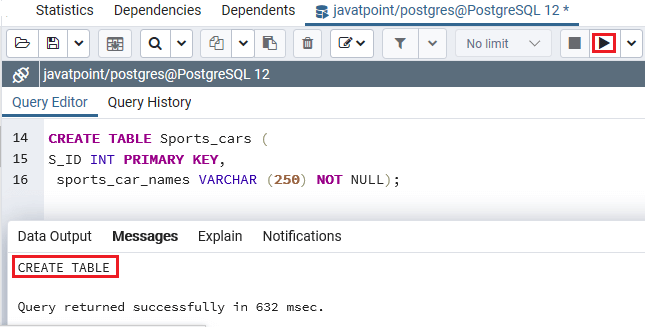 Statistics Dependencies Dependents javatpoint/postgres@PostgreSQL 12 *
No limit
javatpoint/postgres@PostgreSQL 12
Query Editor Query History
14 CREATE TABLE Sports_cars (
15 S_ID INT PRIMARY KEY,
16 sports_car_names VARCHAR (250) NOT NULL);
Data Output Messages Explain Notifications
CREATE TABLE
Query returned successfully in 632 msec.